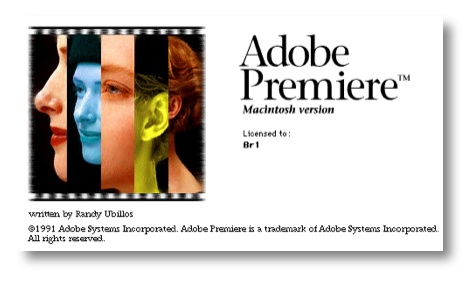 Adobe
Premiere™
Macintosh version
Licensed to:
Br1
written by Randy Ubillos
©1991 Adobe Systems Incorporated. Adobe Premiere is a trademark of Adobe Systems Incorporated.
All rights reserved.